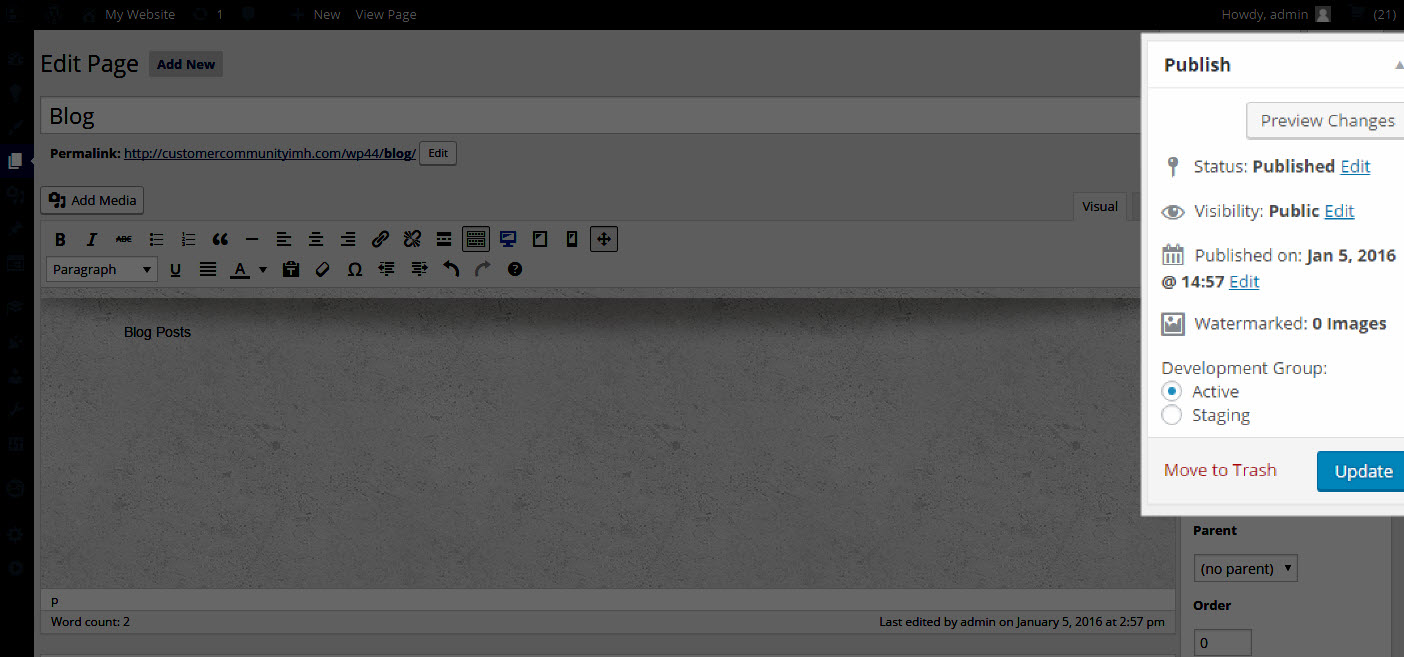 My Website 1 New View Page Howdy, admin (21)
Edit Page Add New
Blog
Permalink: http://customercommunityimh.com/wp44/blog/ Edit
Add Media
Visual
B I ABC
Paragraph U A Ω
Blog Posts
p
Word count: 2 Last edited by admin on January 5, 2016 at 2:57 pm
Publish
Preview Changes
Status: Published Edit
Visibility: Public Edit
Published on: Jan 5, 2016
@ 14:57 Edit
Watermarked: 0 Images
Development Group:
Active
Staging
Move to Trash Update
Parent
(no parent)
Order
0